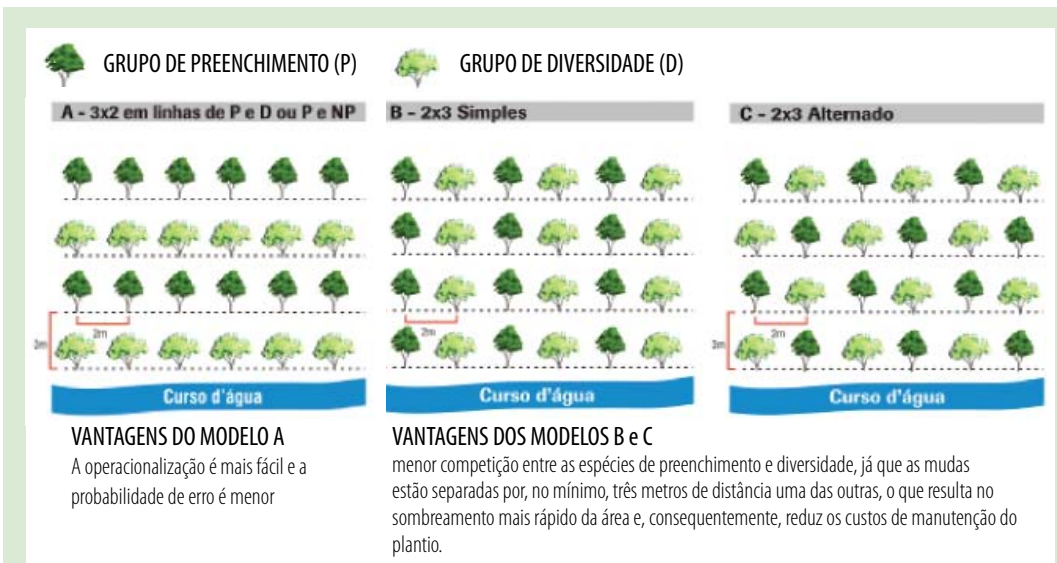 GRUPO DE PREENCHIMENTO (P)
GRUPO DE DIVERSIDADE (D)
A - 3x2 em linhas de P e D ou P e NP
2m
3m
Curso d'água
VANTAGENS DO MODELO A
A operacionalização é mais fácil e a
probabilidade de erro é menor
B - 2x3 Simples
2m
Curso d'água
C - 2x3 Alternado
2m
3m
Curso d'água
VANTAGENS DOS MODELOS B e C
menor competição entre as espécies de preenchimento e diversidade, já que as mudas
estão separadas por, no mínimo, três metros de distância uma das outras, o que resulta no
sombreamento mais rápido da área e, consequentemente, reduz os custos de manutenção do
plantio.